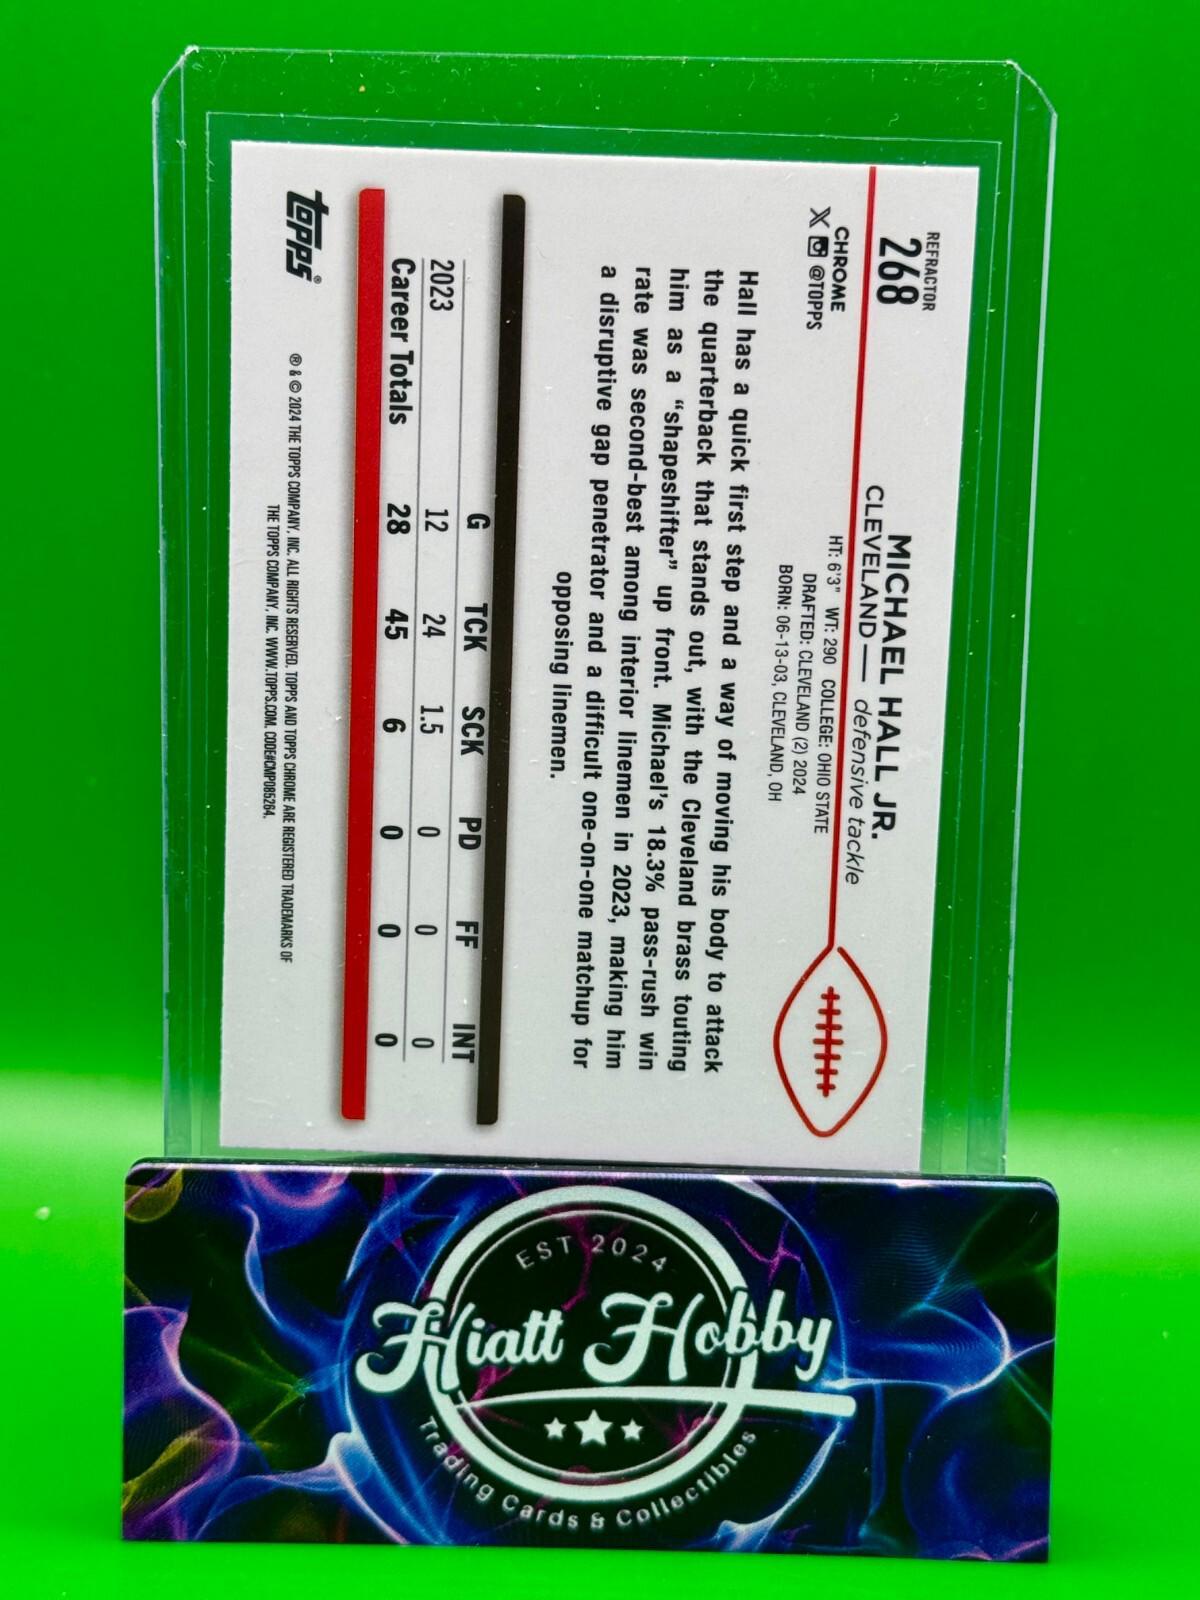 REFRACTOR
268
CHROME
X @TOPPS
MICHAEL HALL JR.
CLEVELAND — defensive tackle
HT: 6'3" WT: 290 COLLEGE: OHIO STATE
DRAFTED: CLEVELAND (2) 2024
BORN: 06-13-03, CLEVELAND, OH
Hall has a quick first step and a way of moving his body to attack
the quarterback that stands out, with the Cleveland brass touting
him as a “shapeshifter” up front. Michael's 18.3% pass-rush win
rate was second-best among interior linemen in 2023, making him
a disruptive gap penetrator and a difficult one-on-one matchup for
opposing linemen.
G TCK SCK PD FF INT
2023 12 24 1.5 0 0 0
Career Totals 28 45 6 0 0 0
topps®
® & © 2024 THE TOPPS COMPANY, INC. ALL RIGHTS RESERVED. TOPPS AND TOPPS CHROME ARE REGISTERED TRADEMARKS OF
THE TOPPS COMPANY, INC. WWW.TOPPS.COM. CODE#CMP085264.
EST 2024
Hiatt Hobby
Trading Cards & Collectibles